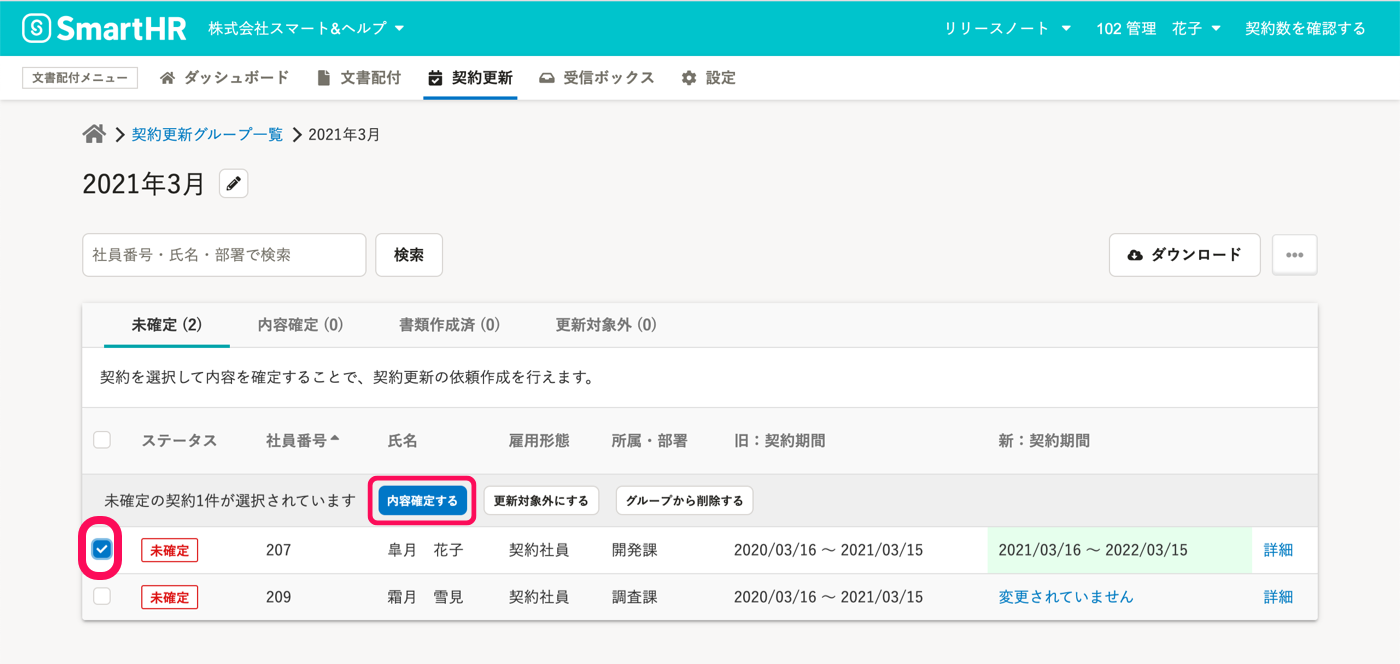 SmartHR 株式会社スマート&ヘルプ リリースノート 102 管理 花子 契約数を確認する
文書配付メニュー ダッシュボード 文書配付 契約更新 受信ボックス 設定
契約更新グループ一覧 2021年3月
2021年3月
社員番号・氏名・部署で検索 検索 ダウンロード
未確定 (2) 内容確定 (0) 書類作成済 (0) 更新対象外 (0)
契約を選択して内容を確定することで、契約更新の依頼作成を行えます。
ステータス 社員番号 氏名 雇用形態 所属・部署 旧：契約期間 新：契約期間
未確定の契約1件が選択されています 内容確定する 更新対象外にする グループから削除する
未確定 207 皐月 花子 契約社員 開発課 2020/03/16 〜 2021/03/15 2021/03/16 〜 2022/03/15 詳細
未確定 209 霜月 雪見 契約社員 調査課 2020/03/16 〜 2021/03/15 変更されていません 詳細